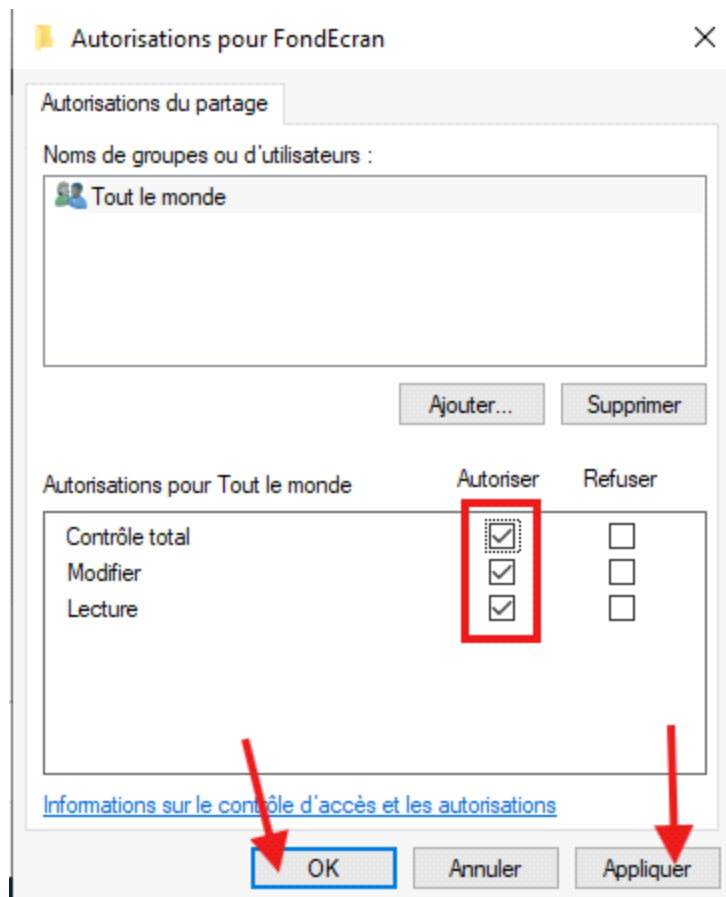 Autorisations pour FondEcran
Autorisations du partage
Noms de groupes ou d'utilisateurs :
Tout le monde
Ajouter...
Supprimer
Autorisations pour Tout le monde
Autoriser
Refuser
Contrôle total
Modifier
Lecture
Informations sur le contrôle d'accès et les autorisations
OK
Annuler
Appliquer